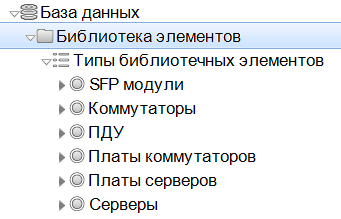 База данных
Библиотека элементов
Типы библиотечных элементов
SFP модули
Коммутаторы
ПДУ
Платы коммутаторов
Платы серверов
Серверы